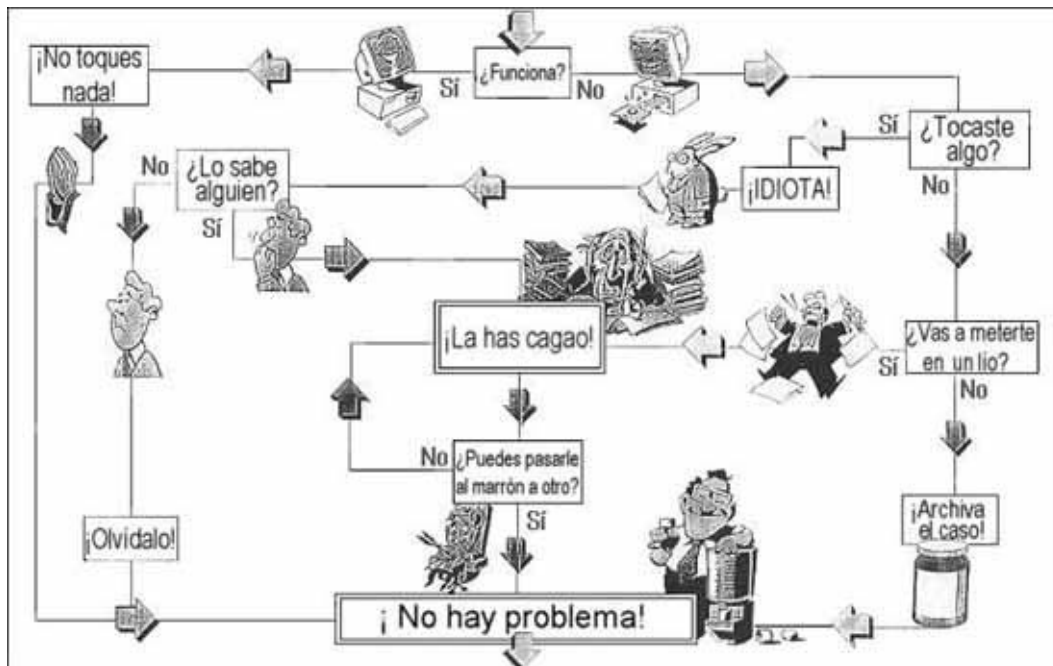 ¿Funciona?
Sí
No
¡No toques
nada!
¿Tocaste
algo?
Sí
No
¡IDIOTA!
¿Lo sabe
alguien?
No
Sí
¡La has cagao!
¿Vas a meterte
en un lio?
Sí
No
¿Puedes pasarle
al marrón a otro?
No
Sí
¡Archiva
el caso!
¡Olvídalo!
¡ No hay problema!